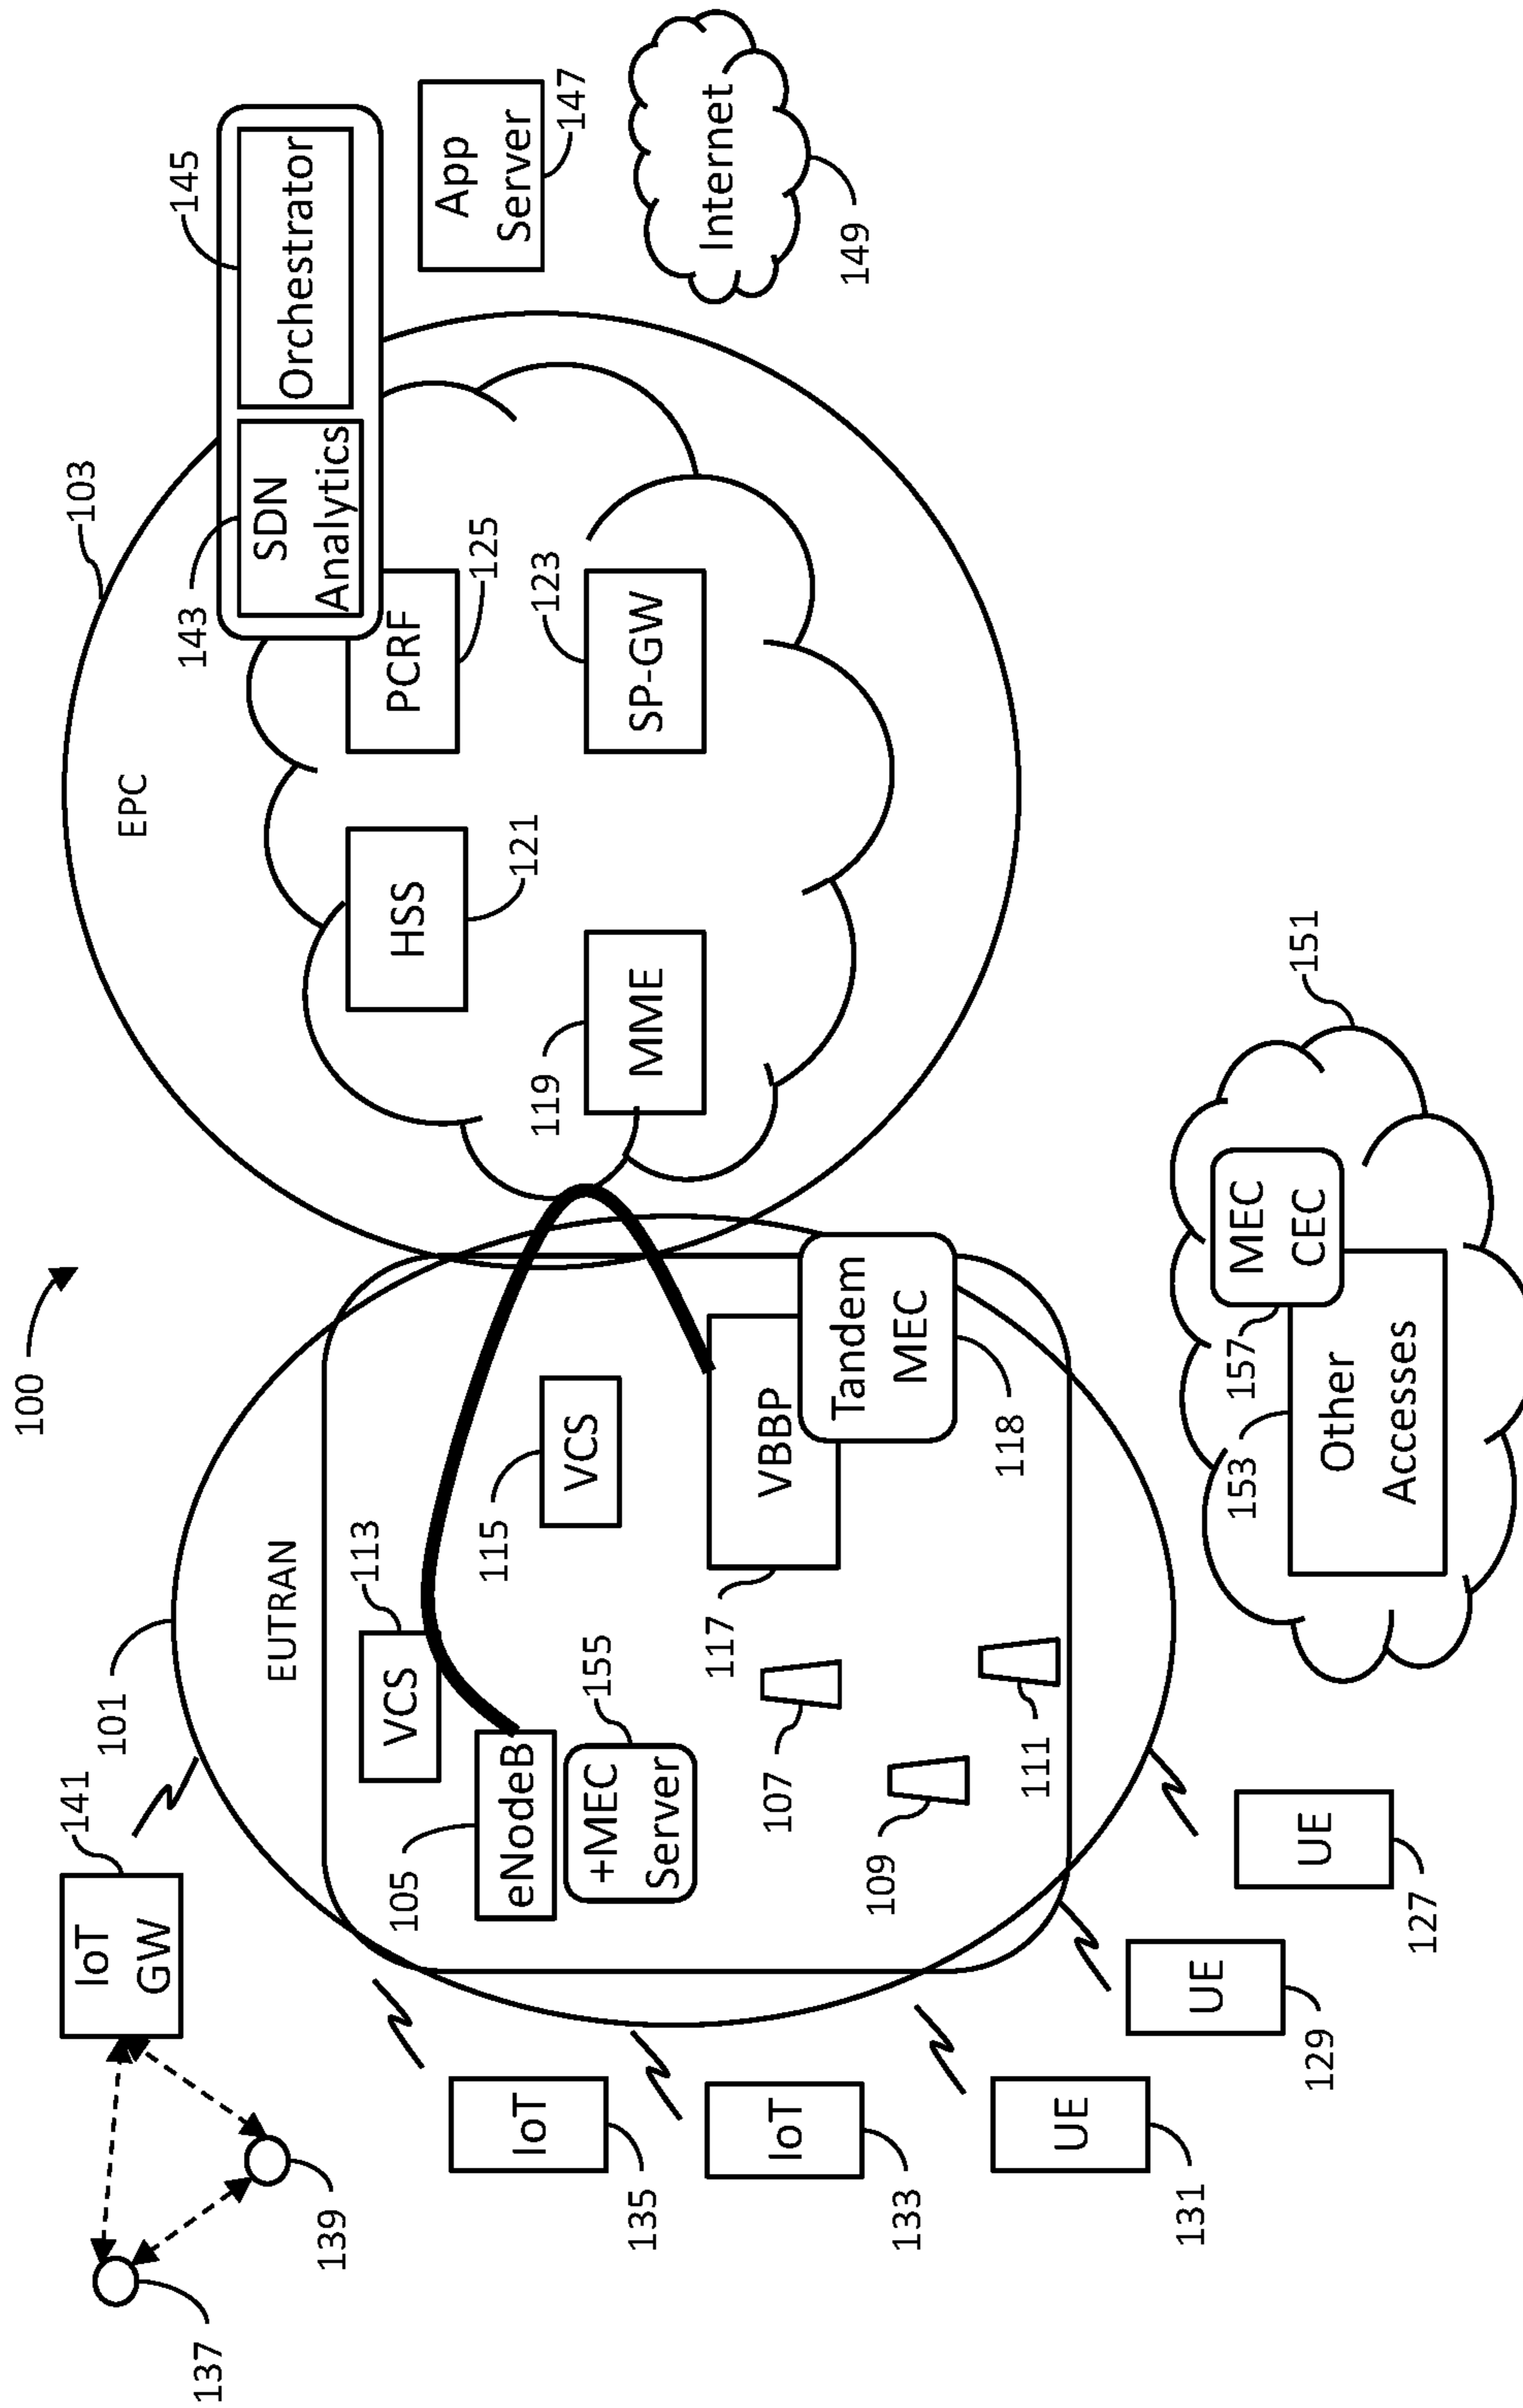 100
101
EUTRAN
103
EPC
IoT
GW
141
137
139
IoT
135
IoT
133
UE
131
UE
129
UE
127
VCS
113
eNodeB
105
+MEC
Server
155
VCS
115
VBBP
117
Tandem
MEC
118
107
109
111
HSS
121
MME
119
PCRF
125
SP-GW
123
SDN
Analytics
143
Orchestrator
145
App
Server
147
Internet
149
151
MEC
CEC
157
Other
Accesses
153